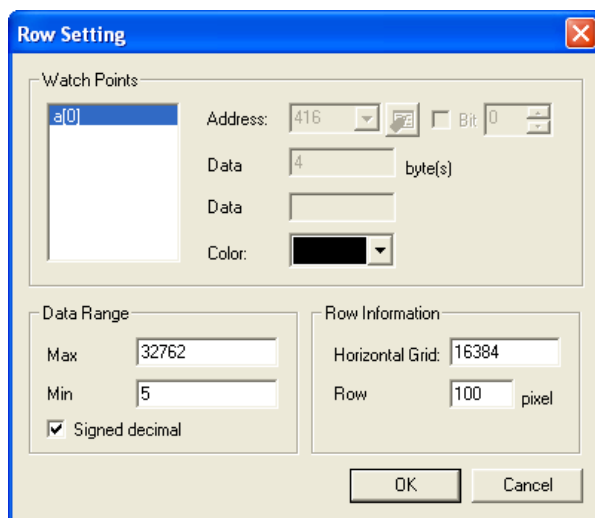 Row Setting
Watch Points
a[0]
Address: 416 Bit 0
Data 4 byte(s)
Data
Color:
Data Range
Max 32762
Min 5
Signed decimal
Row Information
Horizontal Grid: 16384
Row 100 pixel
OK Cancel